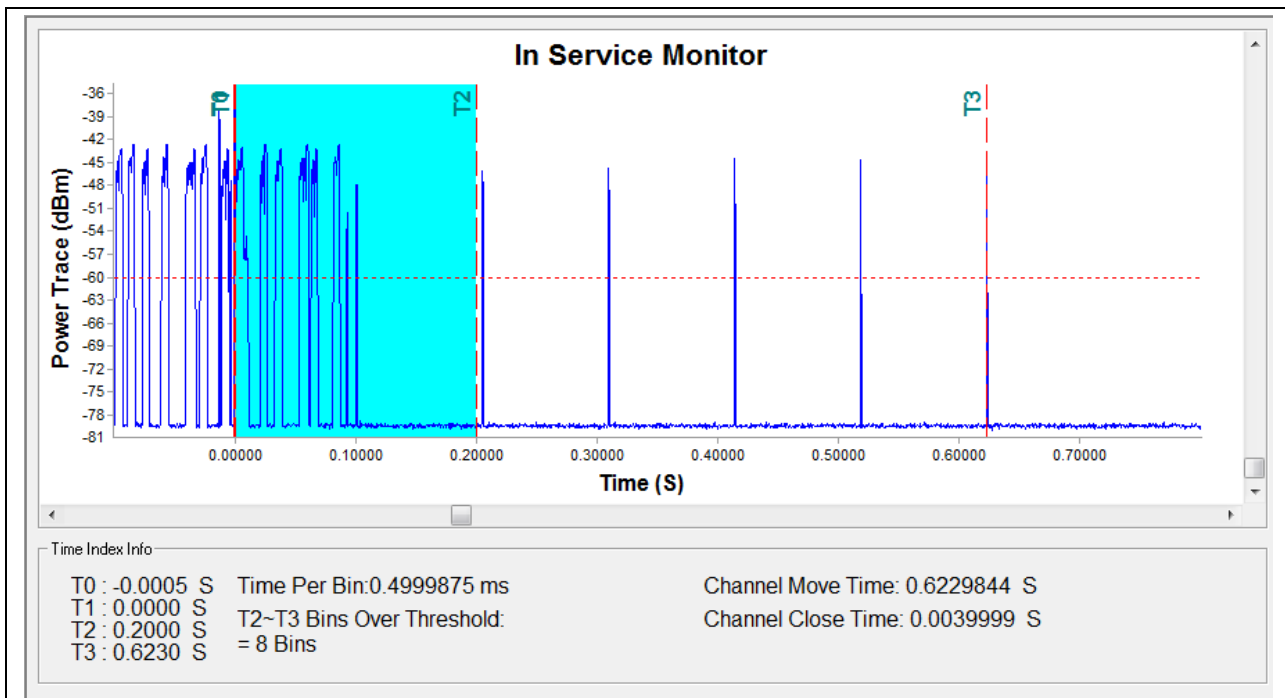 In Service Monitor
T0
T2
T3
Power Trace (dBm)
-36
-39
-42
-45
-48
-51
-54
-57
-60
-63
-66
-69
-72
-75
-78
-81
0.00000 0.10000 0.20000 0.30000 0.40000 0.50000 0.60000 0.70000
Time (S)
Time Index Info
T0 : -0.0005 S
T1 : 0.0000 S
T2 : 0.2000 S
T3 : 0.6230 S
Time Per Bin:0.4999875 ms
T2~T3 Bins Over Threshold:
= 8 Bins
Channel Move Time: 0.6229844 S
Channel Close Time: 0.0039999 S